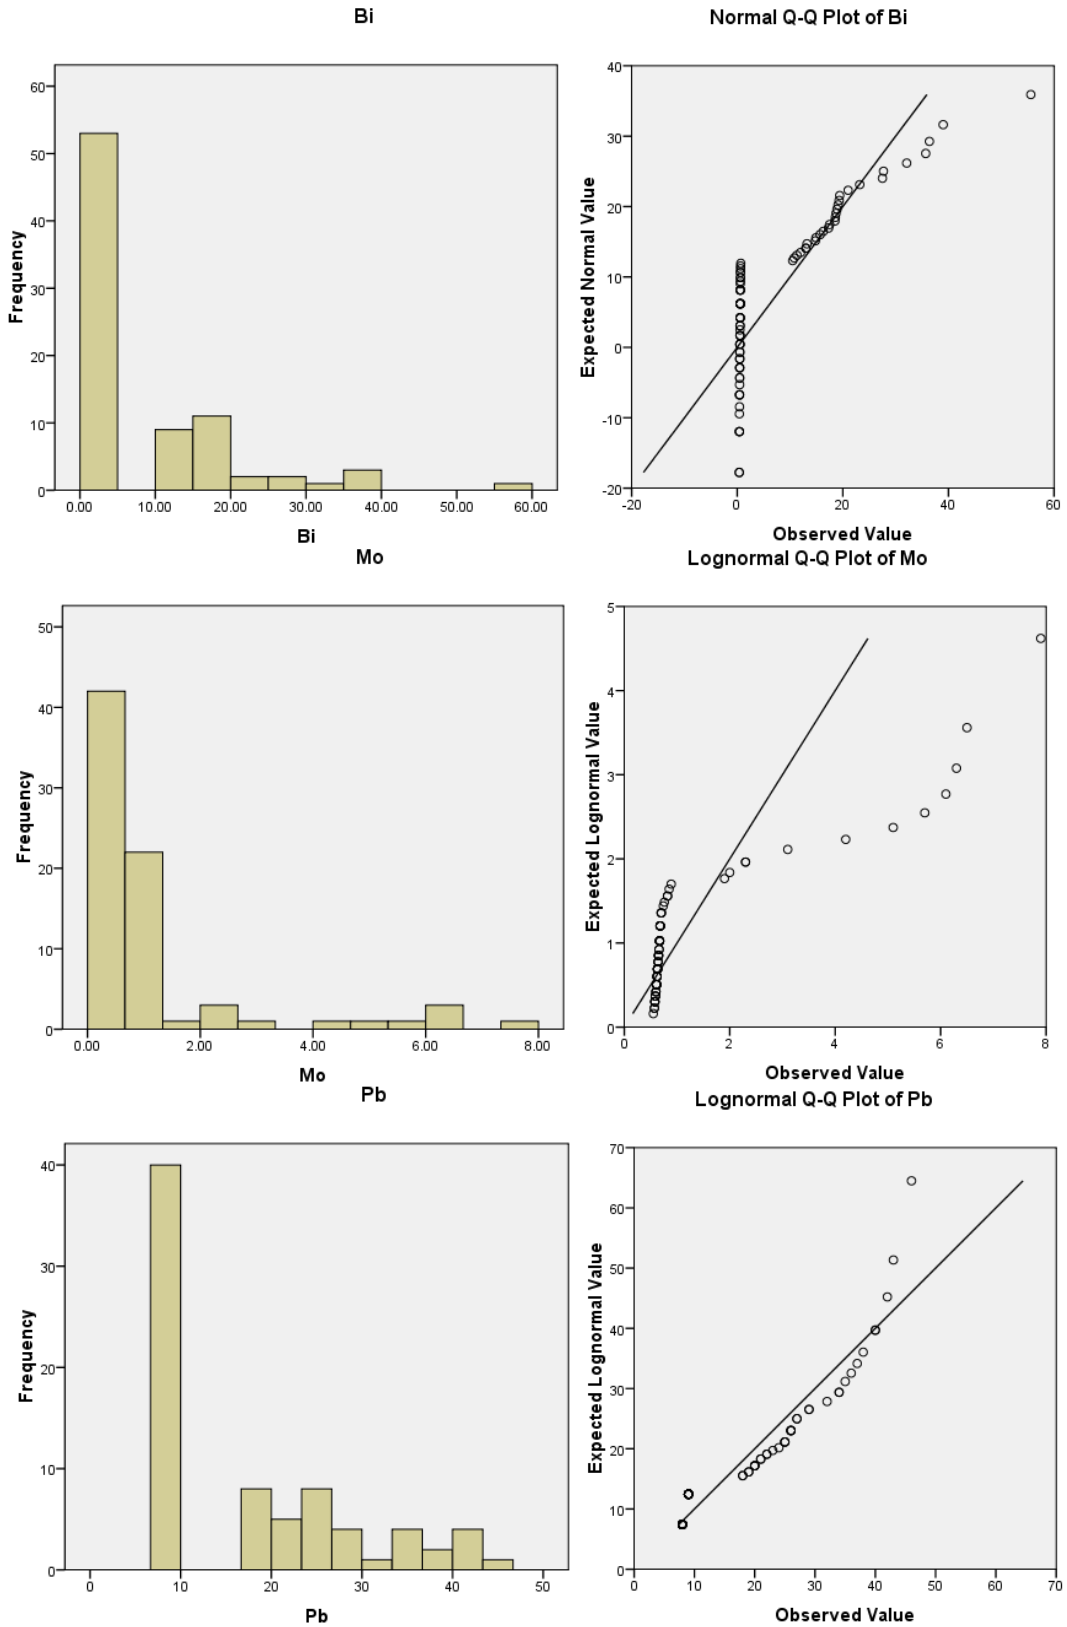 Bi
Normal Q-Q Plot of Bi
60
50
40
30
20
10
0
Frequency
0.00 10.00 20.00 30.00 40.00 50.00 60.00
Bi
40
30
20
10
0
-10
-20
Expected Normal Value
-20 0 20 40 60
Observed Value
Mo
Lognormal Q-Q Plot of Mo
50
40
30
20
10
0
Frequency
0.00 2.00 4.00 6.00 8.00
Mo
5
4
3
2
1
0
Expected Lognormal Value
0 2 4 6 8
Observed Value
Pb
Lognormal Q-Q Plot of Pb
40
30
20
10
0
Frequency
0 10 20 30 40 50
Pb
70
60
50
40
30
20
10
0
Expected Lognormal Value
0 10 20 30 40 50 60 70
Observed Value